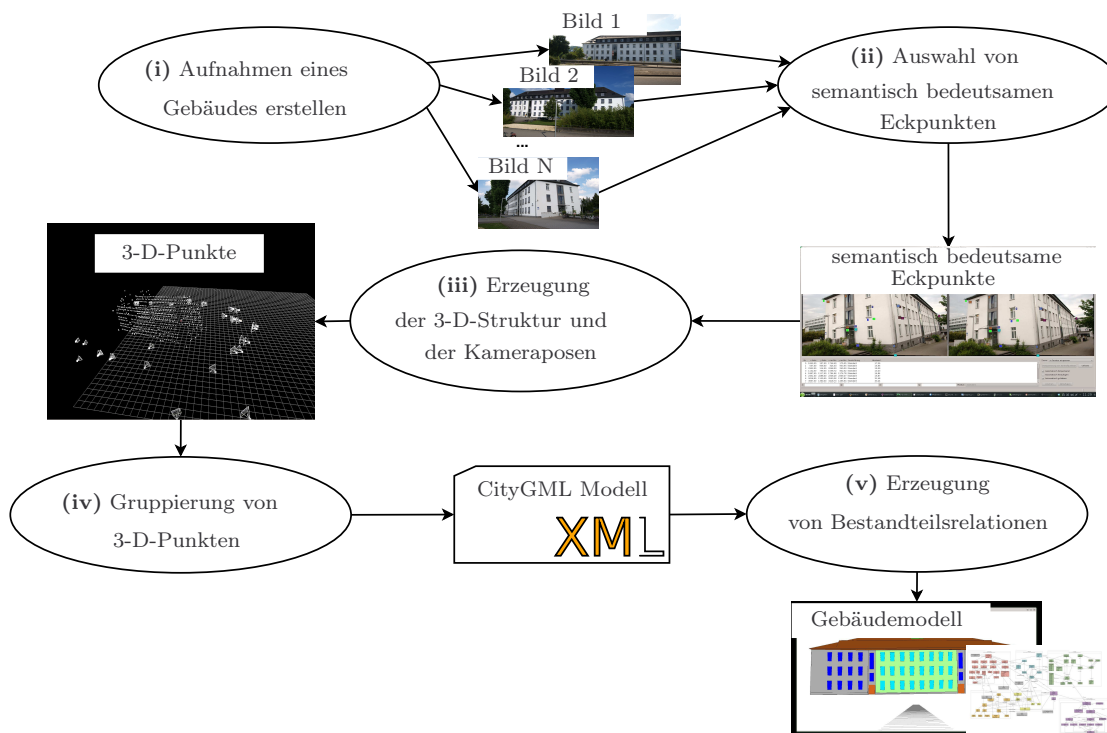 (i) Aufnahmen eines
Gebäudes erstellen
Bild 1
Bild 2
...
Bild N
(ii) Auswahl von
semantisch bedeutsamen
Eckpunkten
semantisch bedeutsame
Eckpunkte
(iii) Erzeugung
der 3-D-Struktur und
der Kameraposen
3-D-Punkte
(iv) Gruppierung von
3-D-Punkten
CityGML Modell
XML
(v) Erzeugung
von Bestandteilsrelationen
Gebäudemodell